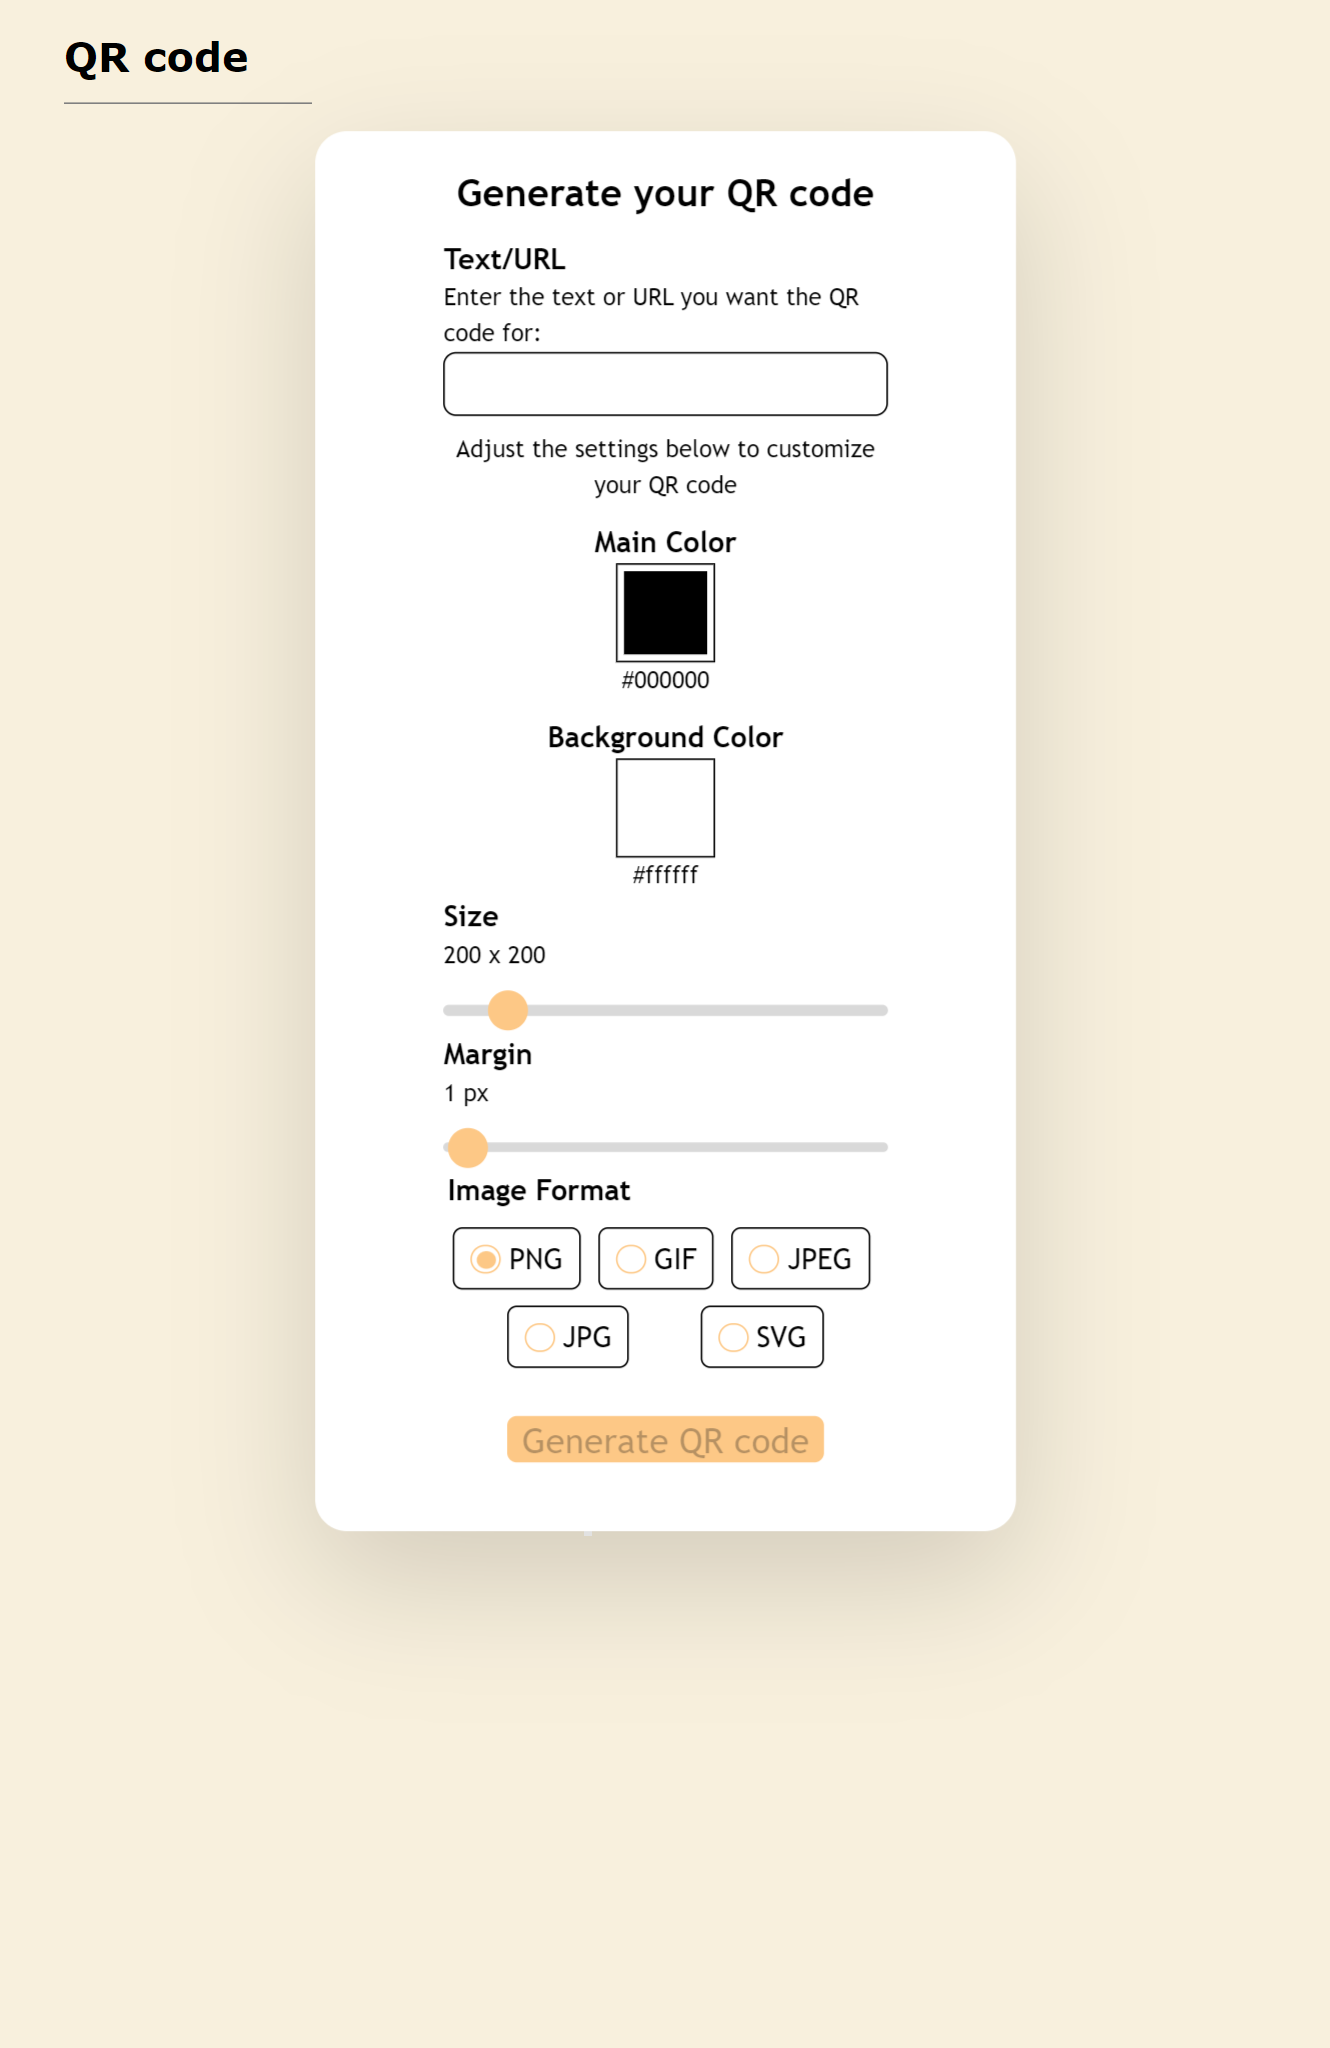 QR code
Generate your QR code
Text/URL
Enter the text or URL you want the QR
code for:
Adjust the settings below to customize
your QR code
Main Color
#000000
Background Color
#ffffff
Size
200 x 200
Margin
1 px
Image Format
PNG GIF JPEG
JPG SVG
Generate QR code